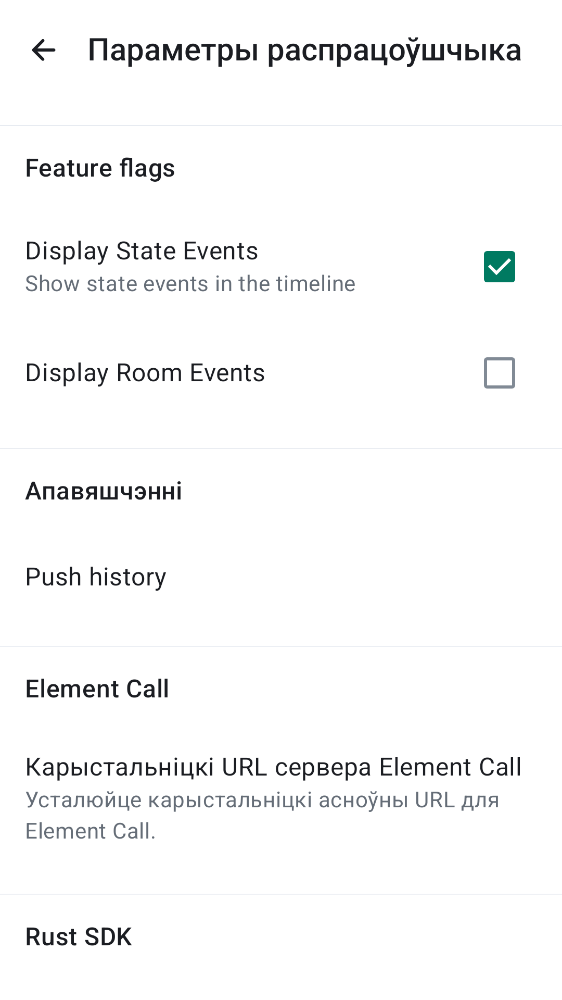 Параметры распрацоўшчыка
Feature flags
Display State Events
Show state events in the timeline
Display Room Events
Апавяшчэнні
Push history
Element Call
Карыстальніцкі URL сервера Element Call
Усталюйце карыстальніцкі асноўны URL для
Element Call.
Rust SDK